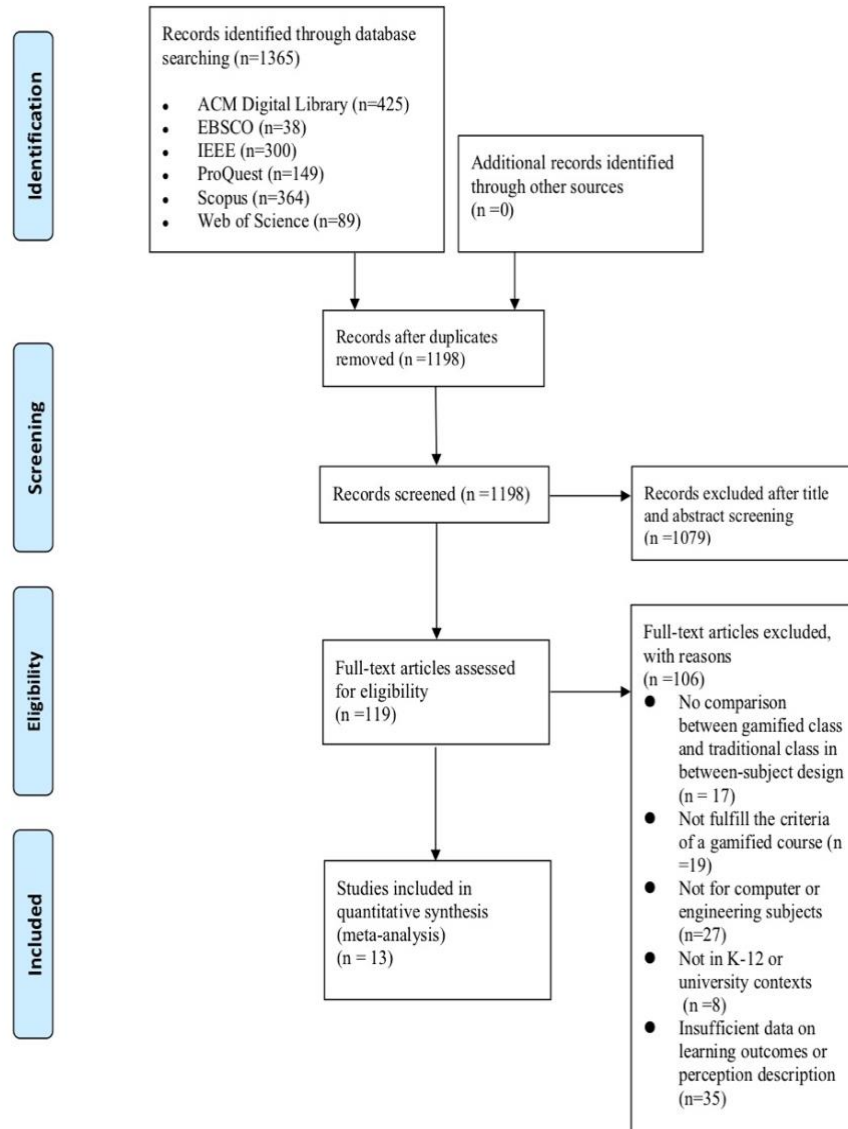 Identification
Records identified through database
searching (n=1365)
• ACM Digital Library (n=425)
• EBSCO (n=38)
• IEEE (n=300)
• ProQuest (n=149)
• Scopus (n=364)
• Web of Science (n=89)
Additional records identified
through other sources
(n =0)
Screening
Records after duplicates
removed (n =1198)
Records screened (n =1198)
Records excluded after title
and abstract screening
(n =1079)
Eligibility
Full-text articles assessed
for eligibility
(n =119)
Full-text articles excluded,
with reasons
(n =106)
● No comparison
between gamified class
and traditional class in
between-subject design
(n = 17)
● Not fulfill the criteria
of a gamified course (n
=19)
● Not for computer or
engineering subjects
(n=27)
● Not in K-12 or
university contexts
(n =8)
● Insufficient data on
learning outcomes or
perception description
(n=35)
Included
Studies included in
quantitative synthesis
(meta-analysis)
(n = 13)